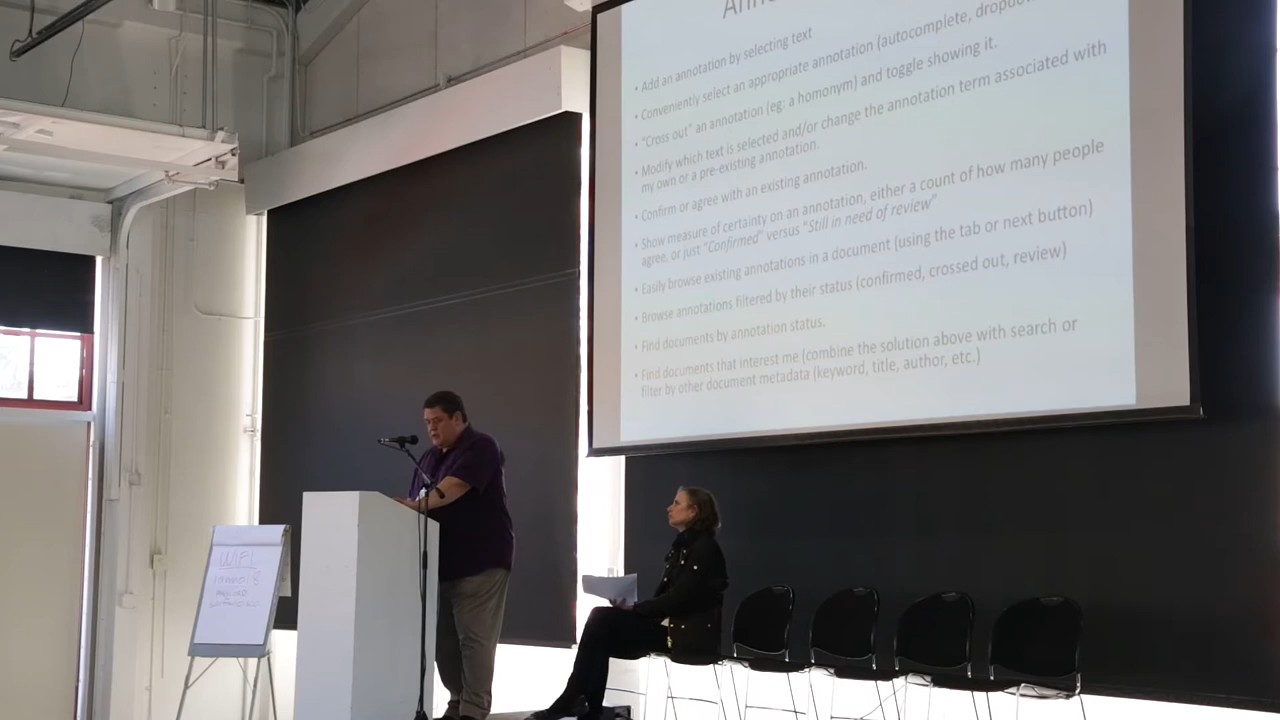 • Add an annotation by selecting text
• Conveniently select an appropriate annotation (autocomplete,
• "Cross out" an annotation (eg: a homonym) and toggle showing it.
• Modify which text is selected and/or change the annotation term associated with
my own or a pre-existing annotation.
• Confirm or agree with an existing annotation.
• Show measure of certainty on an annotation, either a count of how many people
agree, or just "Confirmed" versus "Still in need of review"
• Easily browse existing annotations in a document (using the tab or next button)
• Browse annotations filtered by their status (confirmed, crossed out, review)
• Find documents by annotation status.
• Find documents that interest me (combine the solution above with search or
filter by other document metadata (keyword, title, author, etc.)
WIFI